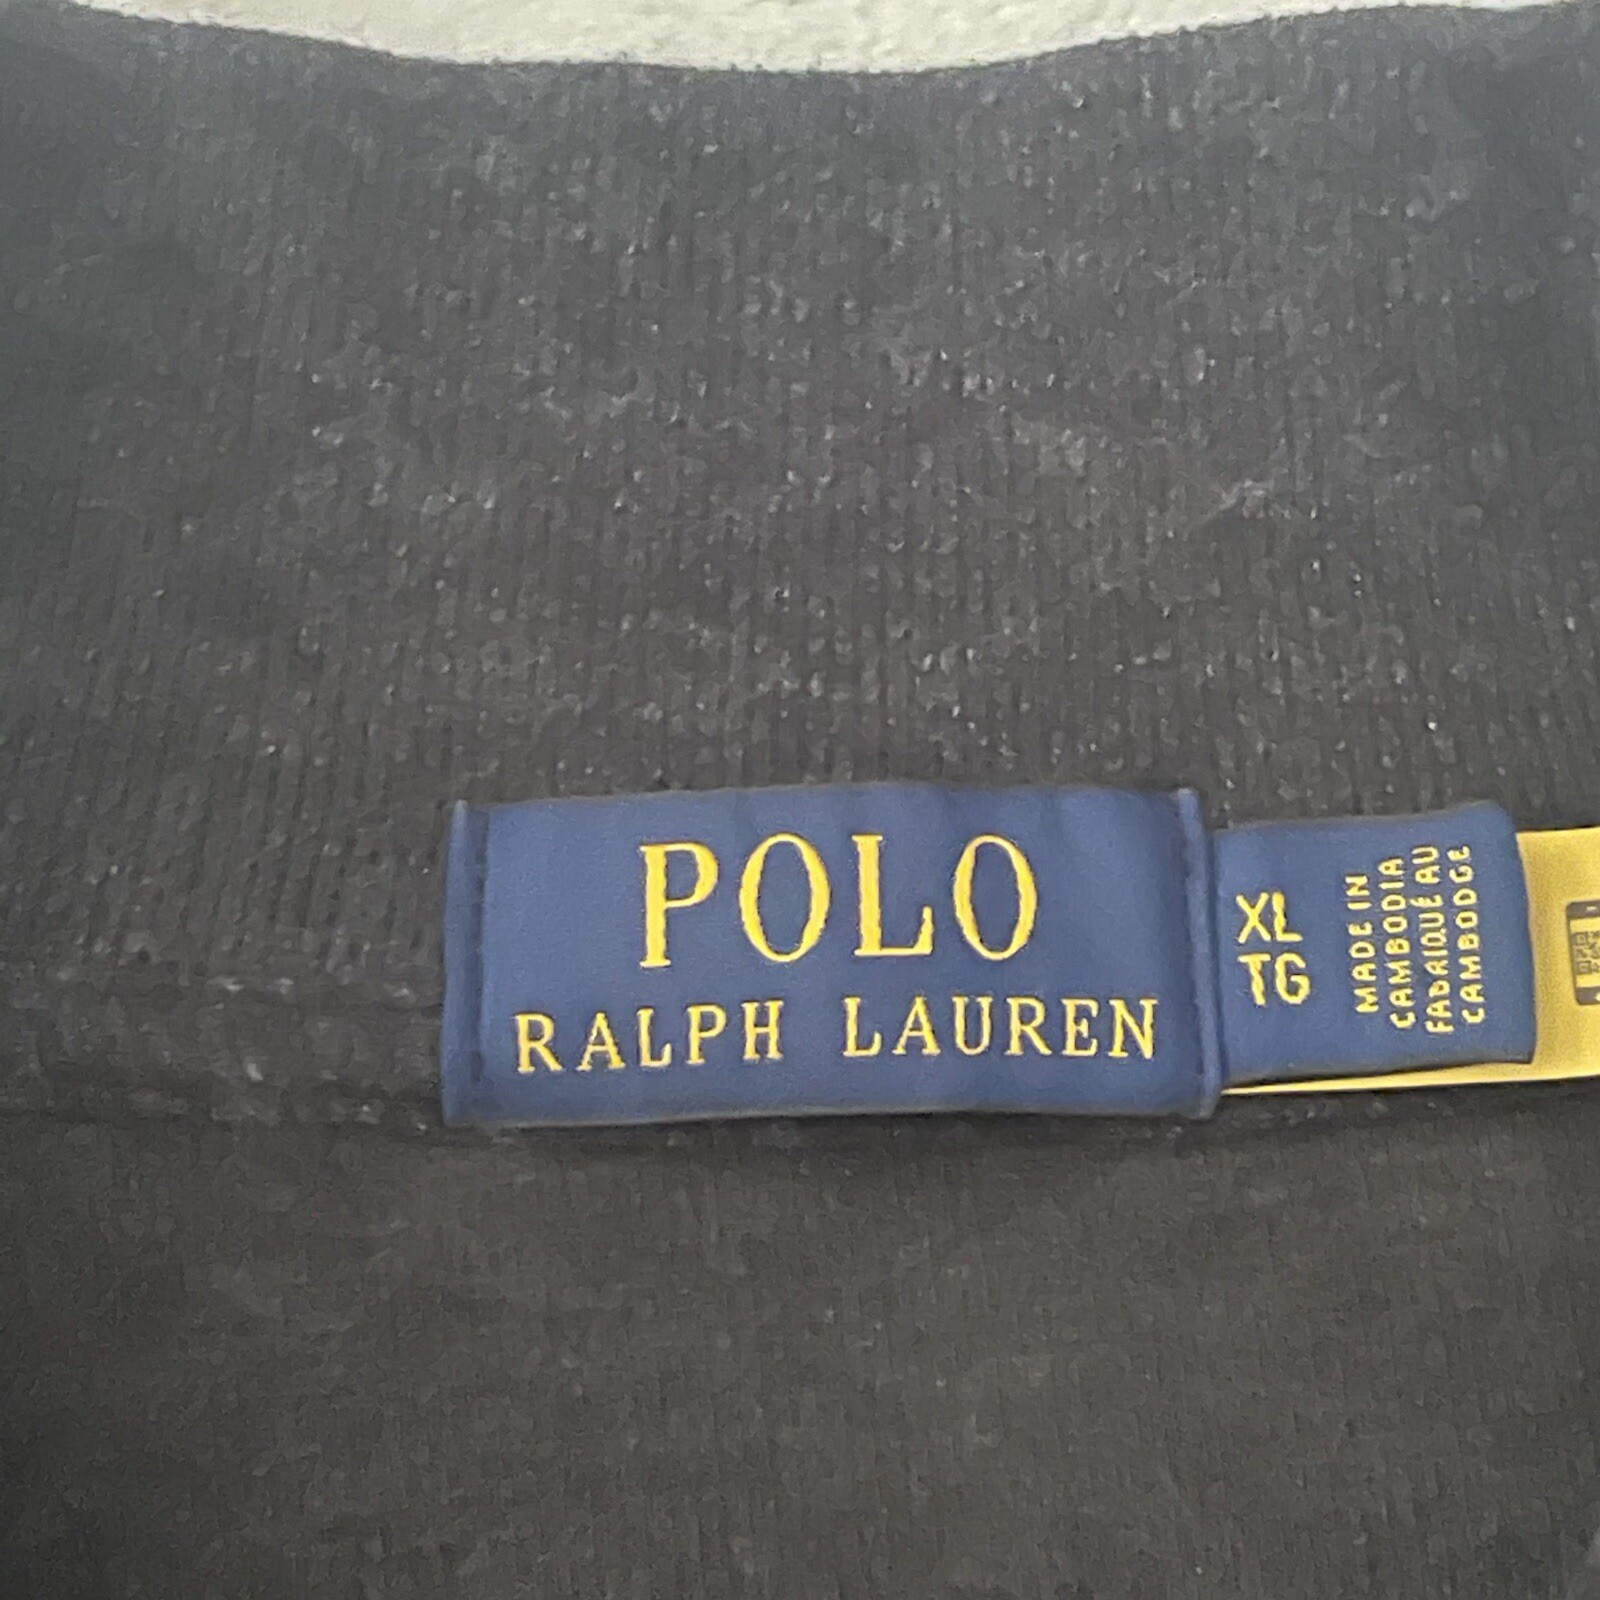 POLO
RALPH LAUREN
XL
TG
MADE IN
CAMBODIA
FABRIQUÉ AU
CAMBODGE